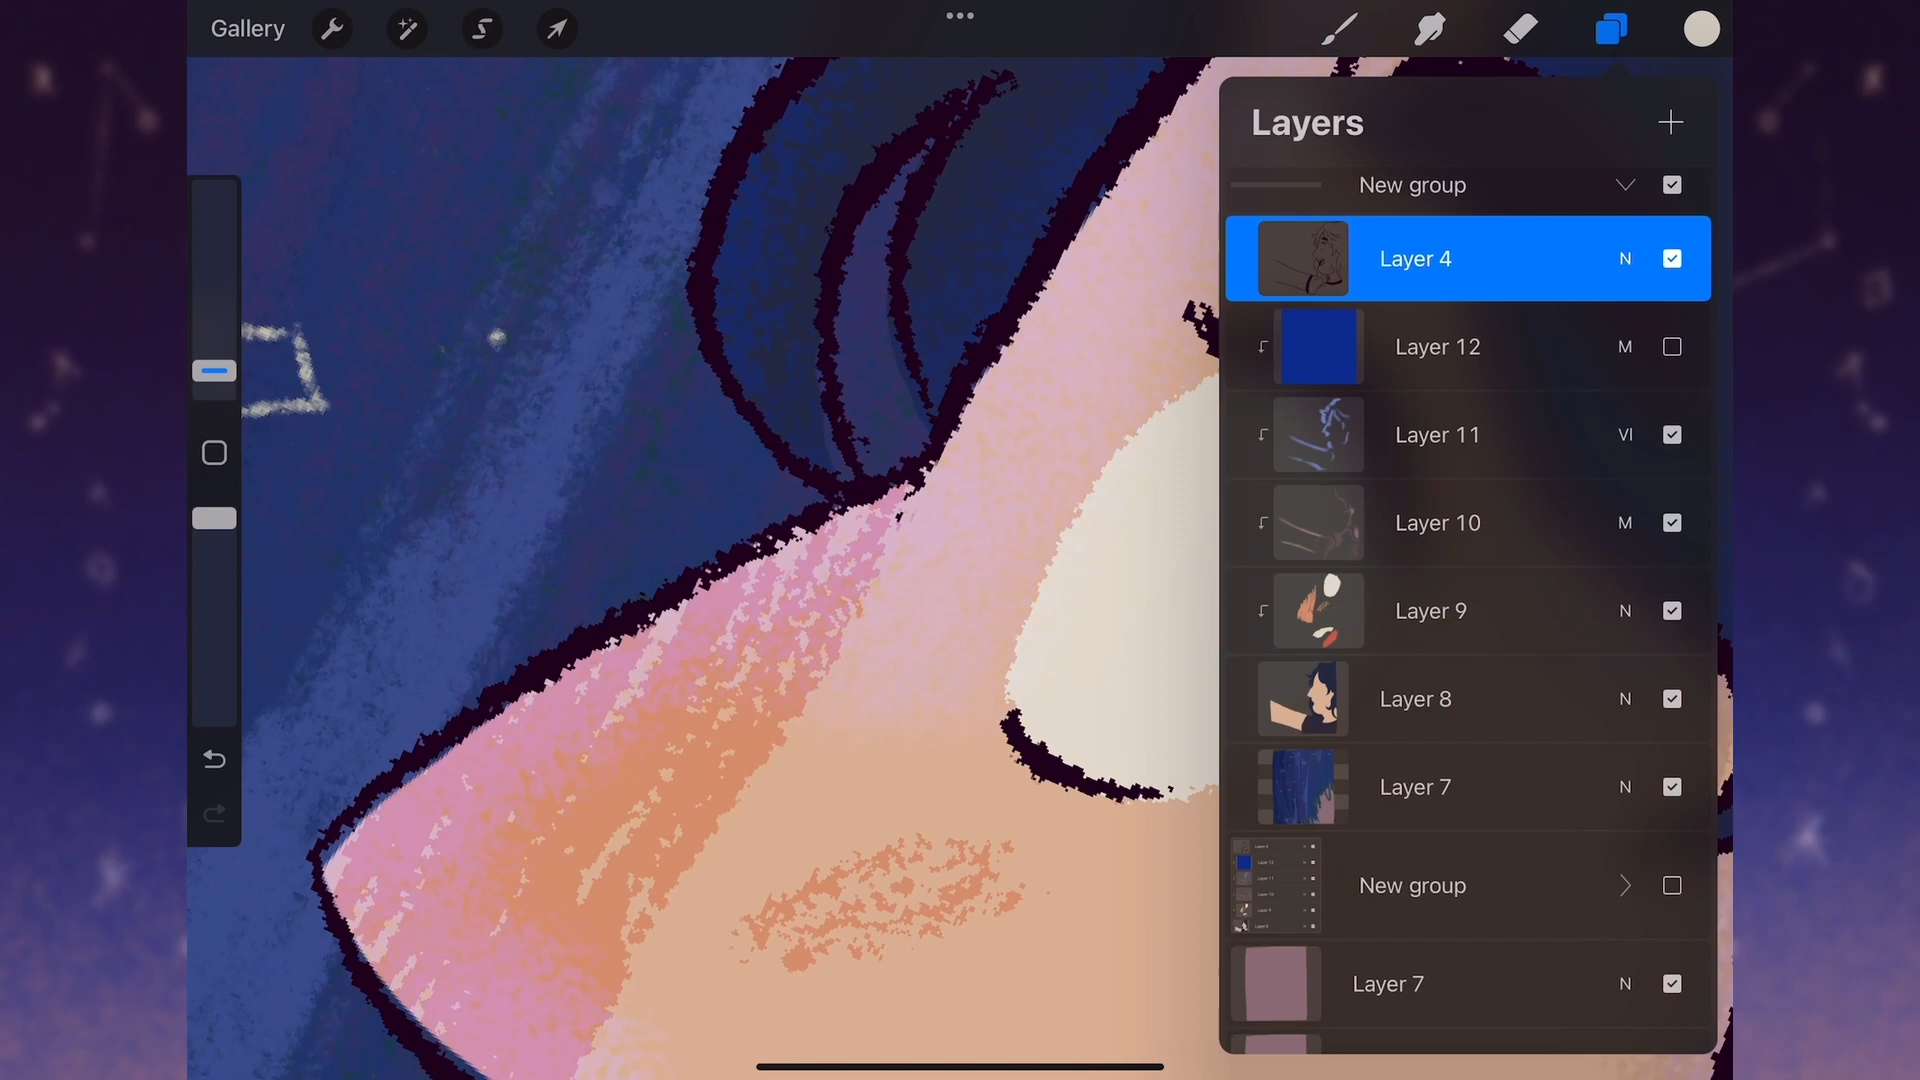 Gallery
Layers
New group
Layer 4 N
Layer 12 M
Layer 11 VI
Layer 10 M
Layer 9 N
Layer 8 N
Layer 7 N
New group
Layer 7 N